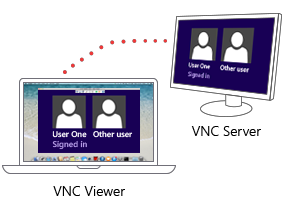 User One Other user
Signed in
VNC Server
User One Other user
Signed in
VNC Viewer